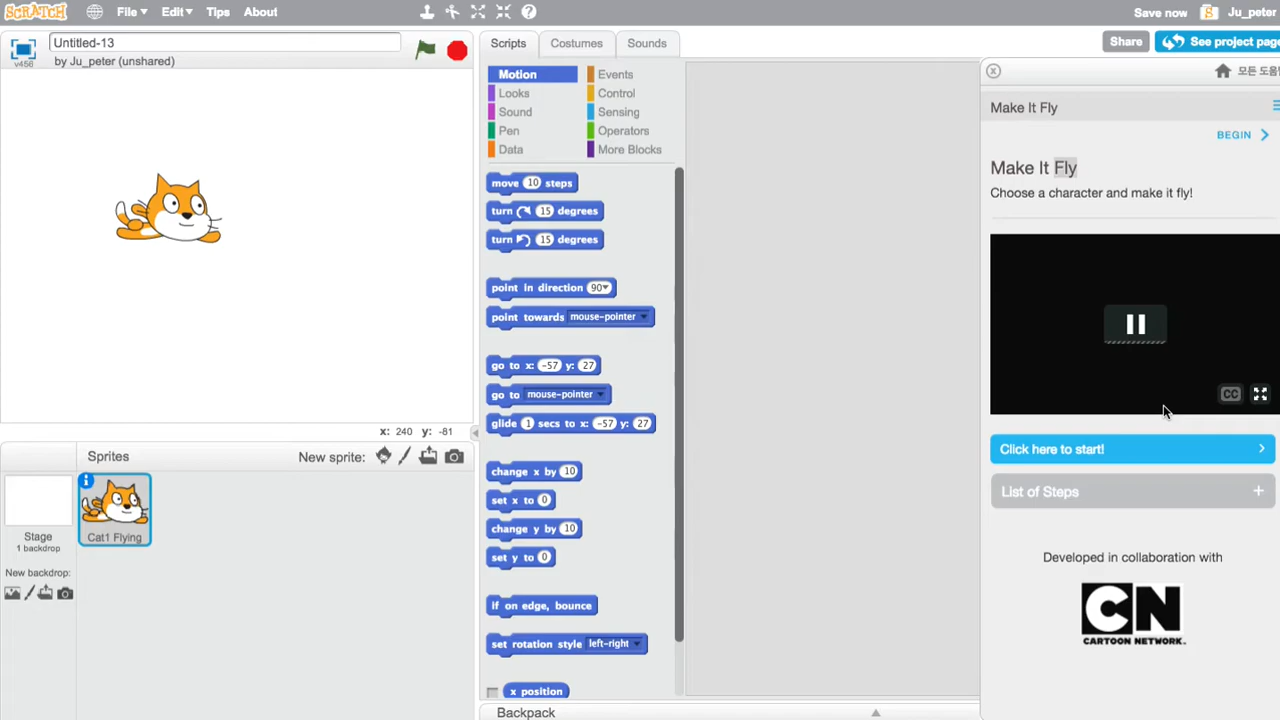 SCRATCH File▾ Edit▾ Tips About Save now Ju_peter
v456 Untitled-13
by Ju_peter (unshared)
Scripts Costumes Sounds
Share See project page
Motion Events
Looks Control
Sound Sensing
Pen Operators
Data More Blocks
move 10 steps
turn 15 degrees
turn 15 degrees
point in direction 90▾
point towards mouse-pointer
go to x: -57 y: 27
go to mouse-pointer
glide 1 secs to x: -57 y: 27
change x by 10
set x to 0
change y by 10
set y to 0
if on edge, bounce
set rotation style left-right
x position
Backpack
x: 240 y: -81
Sprites New sprite:
Stage
1 backdrop
New backdrop:
Cat1 Flying
모든 도움
Make It Fly
BEGIN
Make It Fly
Choose a character and make it fly!
CC
Click here to start!
List of Steps +
Developed in collaboration with
CN
CARTOON NETWORK.